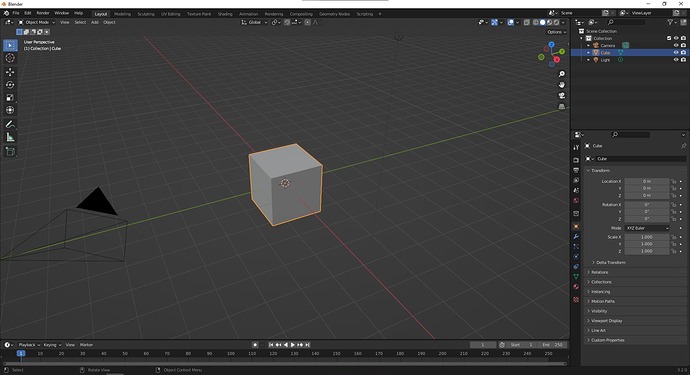 Blender
File Edit Render Window Help Layout Modeling Sculpting UV Editing Texture Paint Shading Animation Rendering Compositing Geometry Nodes Scripting + Scene ViewLayer
Object Mode View Select Add Object Global
Options
User Perspective
(1) Collection | Cube
Scene Collection
Collection
Camera
Cube
Light
Cube
Cube
Transform
Location X 0 m
Y 0 m
Z 0 m
Rotation X 0°
Y 0°
Z 0°
Mode XYZ Euler
Scale X 1.000
Y 1.000
Z 1.000
Delta Transform
Relations
Collections
Instancing
Motion Paths
Visibility
Viewport Display
Line Art
Custom Properties
Playback Keying View Marker 1 Start 1 End 250
1 10 20 30 40 50 60 70 80 90 100 110 120 130 140 150 160 170 180 190 200 210 220 230 240 250
Select Rotate View Object Context Menu 3.2.0